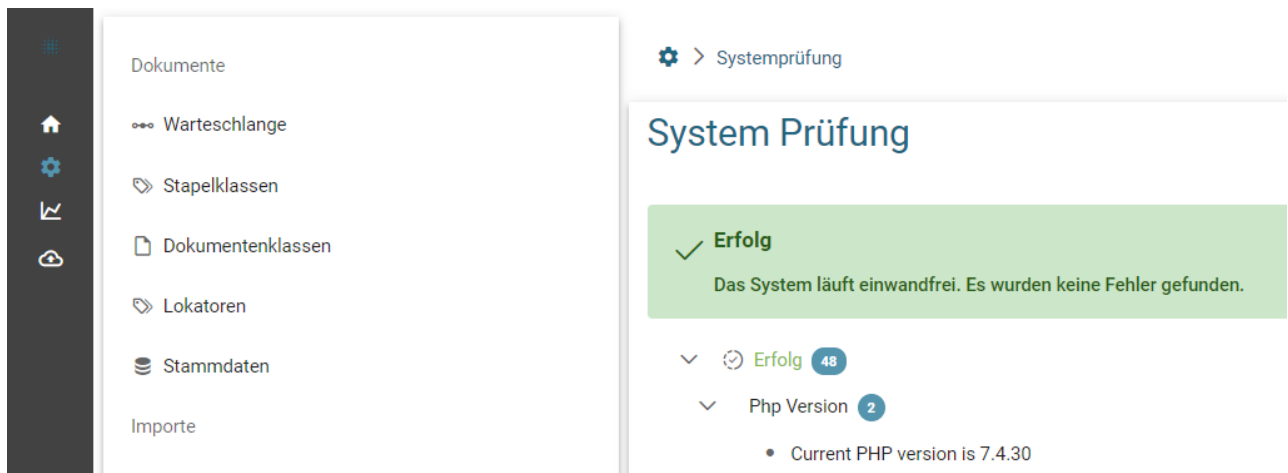 Dokumente
Warteschlange
Stapelklassen
Dokumentenklassen
Lokatoren
Stammdaten
Importe
Systemprüfung
System Prüfung
Erfolg
Das System läuft einwandfrei. Es wurden keine Fehler gefunden.
Erfolg 48
Php Version 2
Current PHP version is 7.4.30